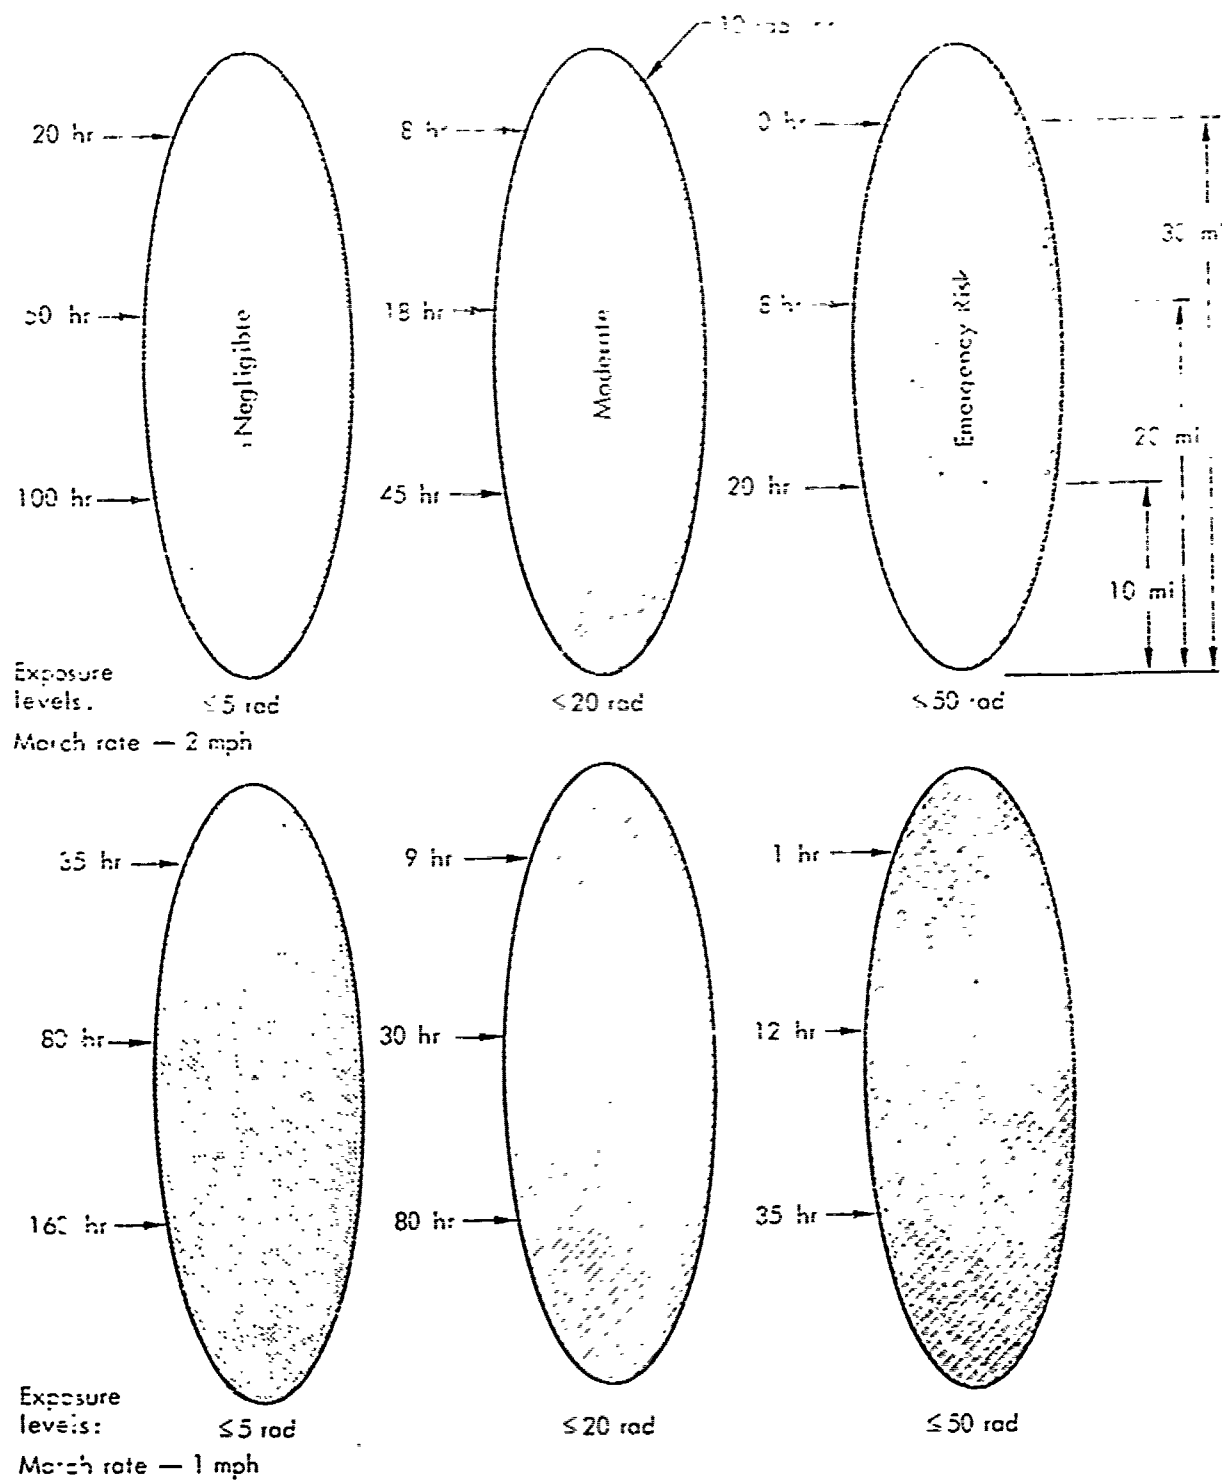 10
20 hr
8 hr
0 hr
30 mi
50 hr
18 hr
8 hr
Negligible
Moderate
Emergency Risk
20 mi
100 hr
45 hr
20 hr
10 mi
Exposure
levels:
≤5 rad
≤20 rad
≤50 rad
March rate — 2 mph
35 hr
9 hr
1 hr
80 hr
30 hr
12 hr
160 hr
80 hr
35 hr
Exposure
levels:
≤5 rad
≤20 rad
≤50 rad
March rate — 1 mph